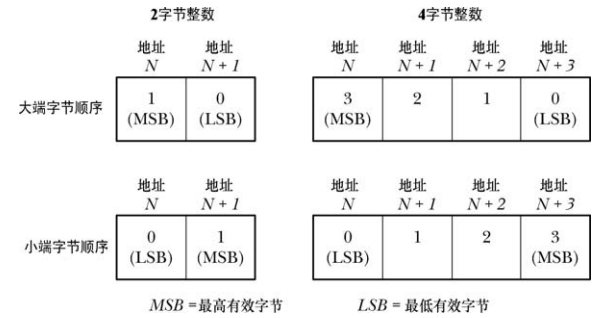 2字节整数 4字节整数
地址 地址 地址 地址 地址 地址
N N + 1 N N + 1 N + 2 N + 3
大端字节顺序 1 0 3 2 1 0
(MSB) (LSB) (MSB) (LSB)
地址 地址 地址 地址 地址 地址
N N + 1 N N + 1 N + 2 N + 3
小端字节顺序 0 1 0 1 2 3
(LSB) (MSB) (LSB) (MSB)
MSB =最高有效字节 LSB = 最低有效字节